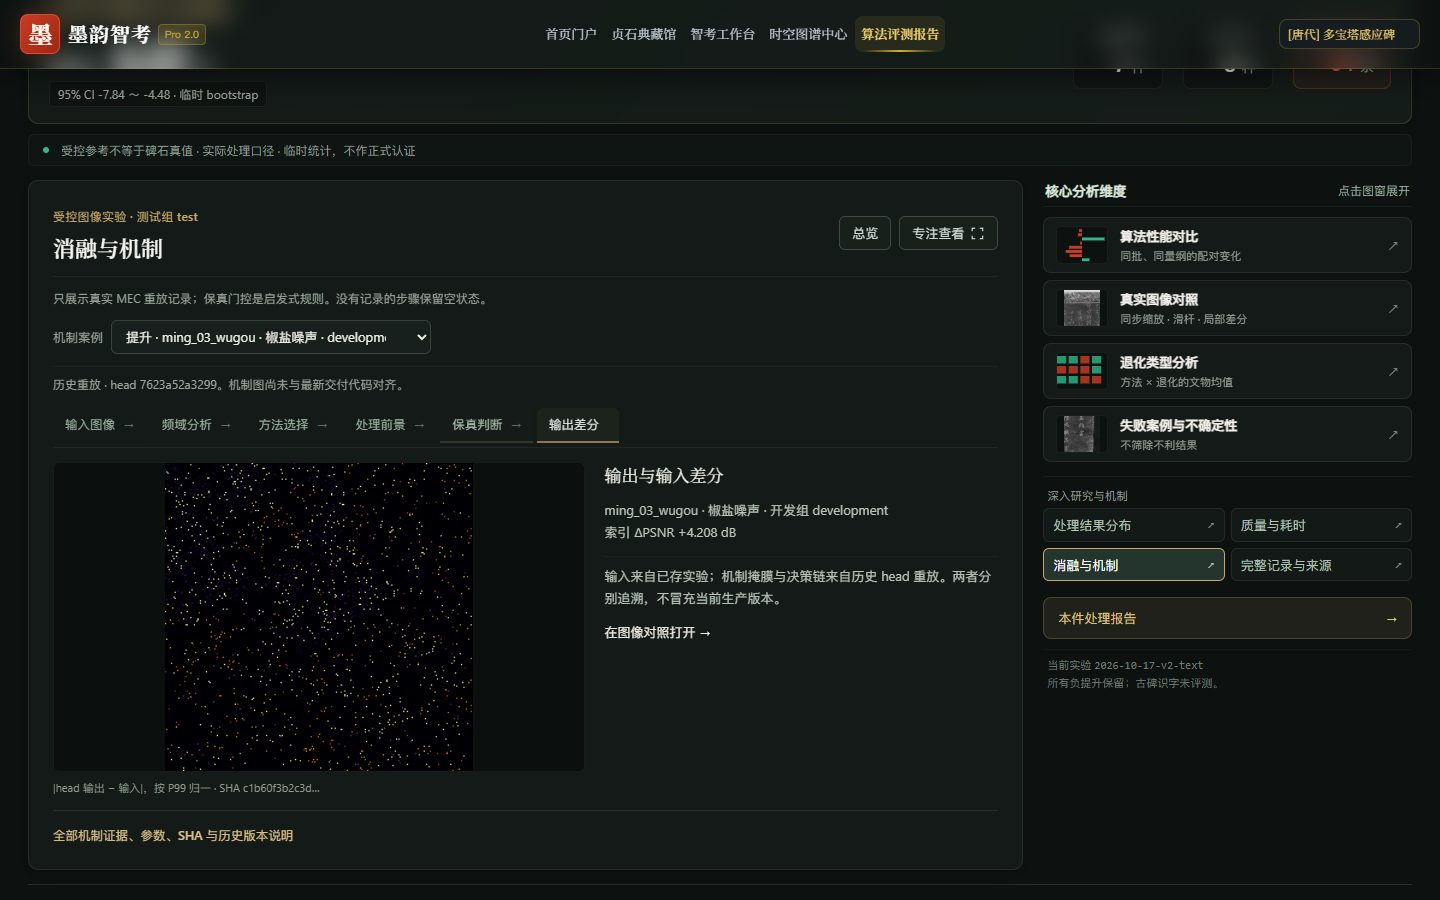 墨 墨韵智考 Pro 2.0
首页门户 贞石典藏馆 智考工作台 时空图谱中心 算法评测报告
[唐代] 多宝塔感应碑
95% CI -7.84 ～ -4.48 · 临时 bootstrap
受控参考不等于碑石真值 · 实际处理口径 · 临时统计，不作正式认证
受控图像实验 · 测试组 test
消融与机制
总览 专注查看
只展示真实 MEC 重放记录；保真门控是启发式规则。没有记录的步骤保留空状态。
机制案例 提升 · ming_03_wugou · 椒盐噪声 · developm
历史重放 · head 7623a52a3299。机制图尚未与最新交付代码对齐。
输入图像 → 频域分析 → 方法选择 → 处理前景 → 保真判断 → 输出差分
输出与输入差分
ming_03_wugou · 椒盐噪声 · 开发组 development
索引 ΔPSNR +4.208 dB
输入来自已存实验；机制掩膜与决策链来自历史 head 重放。两者分
别追溯，不冒充当前生产版本。
在图像对照打开 →
|head 输出 − 输入|，按 P99 归一 · SHA c1b60f3b2c3d...
全部机制证据、参数、SHA 与历史版本说明
核心分析维度 点击图窗展开
算法性能对比 ↗
同批、同量纲的配对变化
真实图像对照 ↗
同步缩放 · 滑杆 · 局部差分
退化类型分析 ↗
方法 × 退化的文物均值
失败案例与不确定性 ↗
不筛除不利结果
深入研究与机制
处理结果分布 ↗ 质量与耗时 ↗
消融与机制 ↗ 完整记录与来源 ↗
本件处理报告 →
当前实验 2026-10-17-v2-text
所有负提升保留；古碑识字未评测。